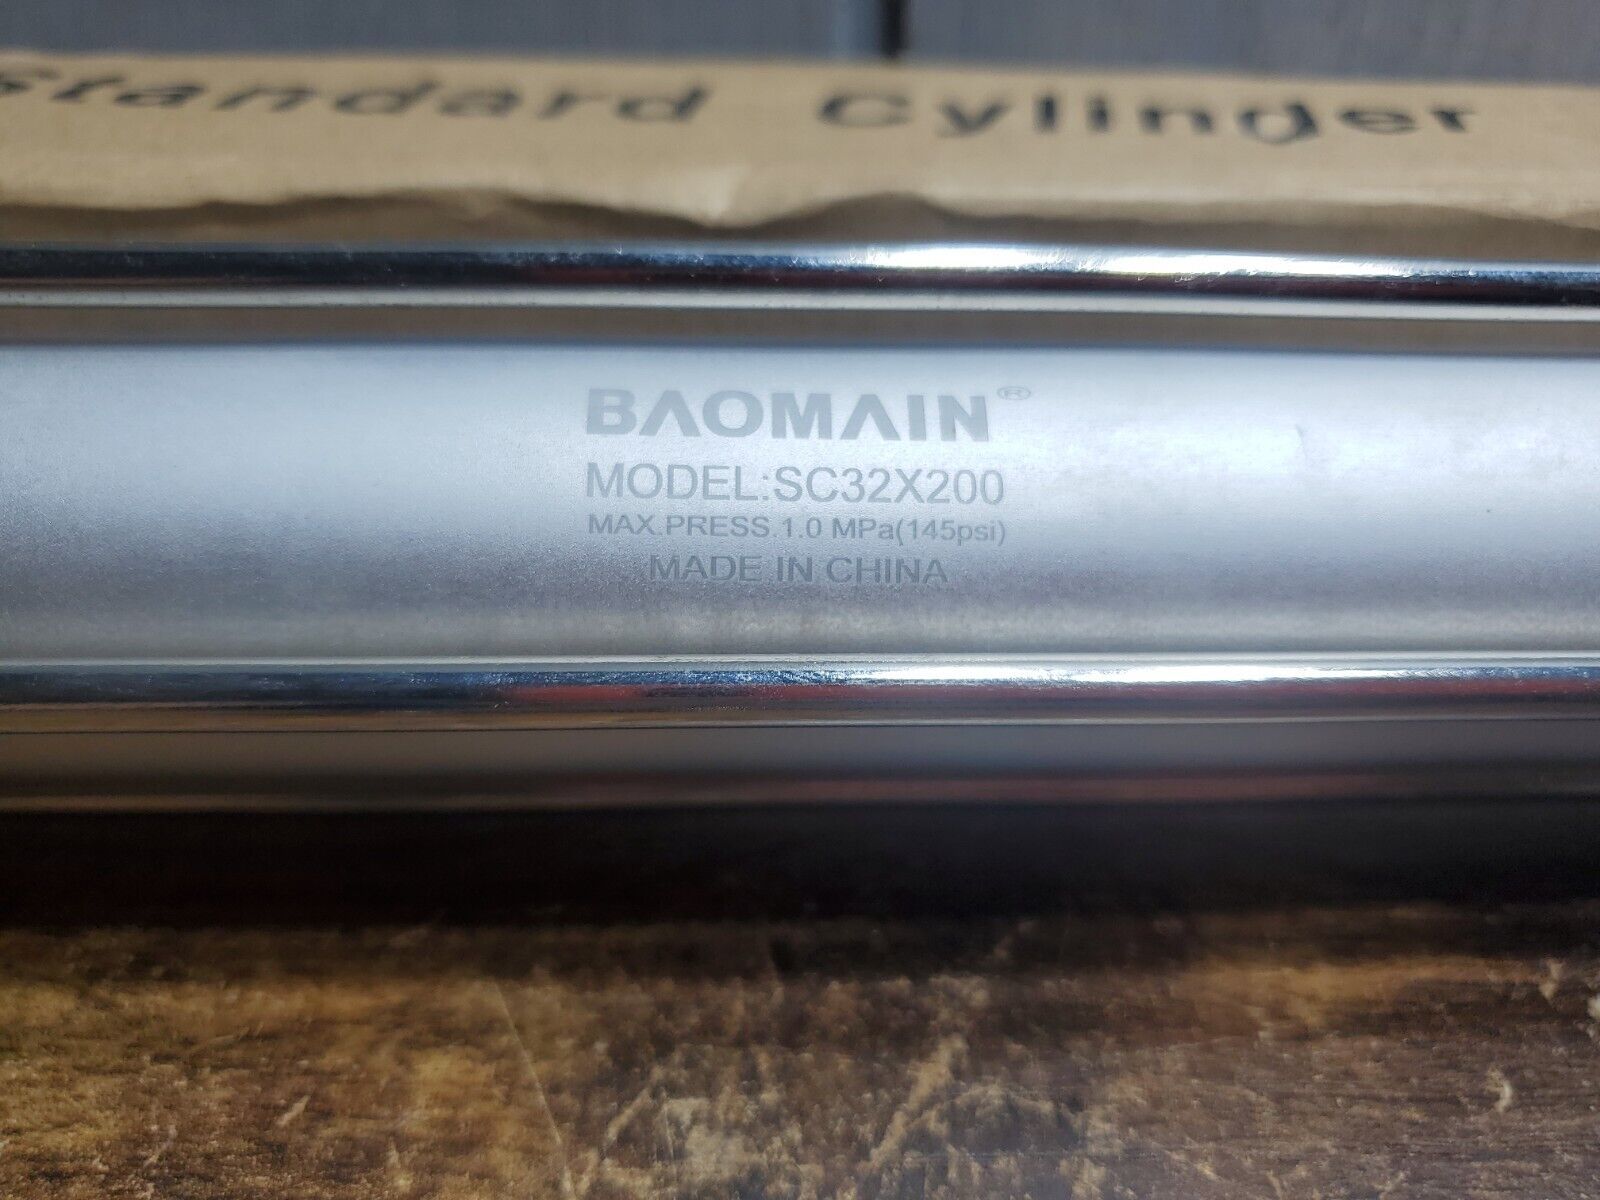 Standard Cylinder
BAOMAIN®
MODEL:SC32X200
MAX.PRESS.1.0 MPa(145psi)
MADE IN CHINA